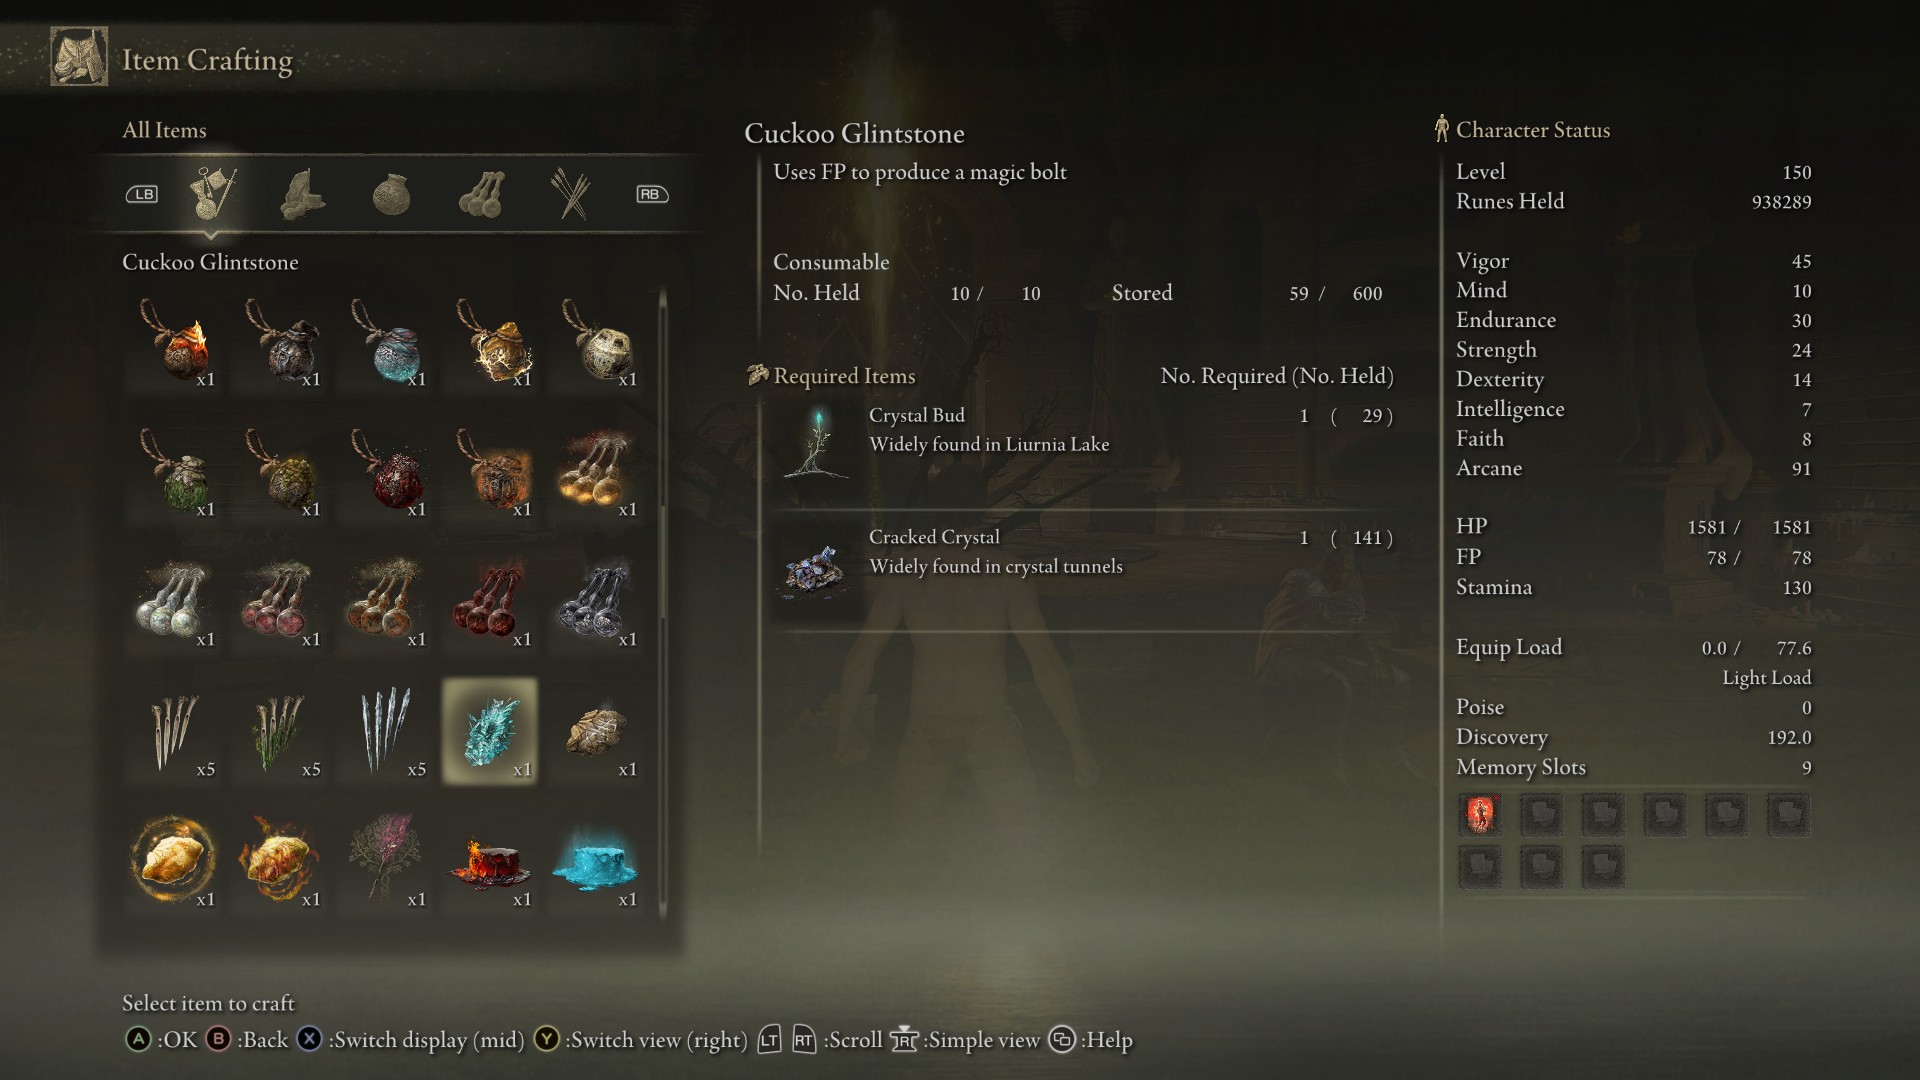 Item Crafting
All Items
LB
RB
Cuckoo Glintstone
x1 x1 x1 x1 x1
x1 x1 x1 x1 x1
x1 x1 x1 x1 x1
x5 x5 x5 x1 x1
x1 x1 x1 x1 x1
Cuckoo Glintstone
Uses FP to produce a magic bolt
Consumable
No. Held 10 / 10 Stored 59 / 600
Required Items No. Required (No. Held)
Crystal Bud 1 ( 29 )
Widely found in Liurnia Lake
Cracked Crystal 1 ( 141 )
Widely found in crystal tunnels
Character Status
Level 150
Runes Held 938289
Vigor 45
Mind 10
Endurance 30
Strength 24
Dexterity 14
Intelligence 7
Faith 8
Arcane 91
HP 1581 / 1581
FP 78 / 78
Stamina 130
Equip Load 0.0 / 77.6
Light Load
Poise 0
Discovery 192.0
Memory Slots 9
Select item to craft
A :OK B :Back X :Switch display (mid) Y :Switch view (right) LT RT :Scroll R :Simple view :Help